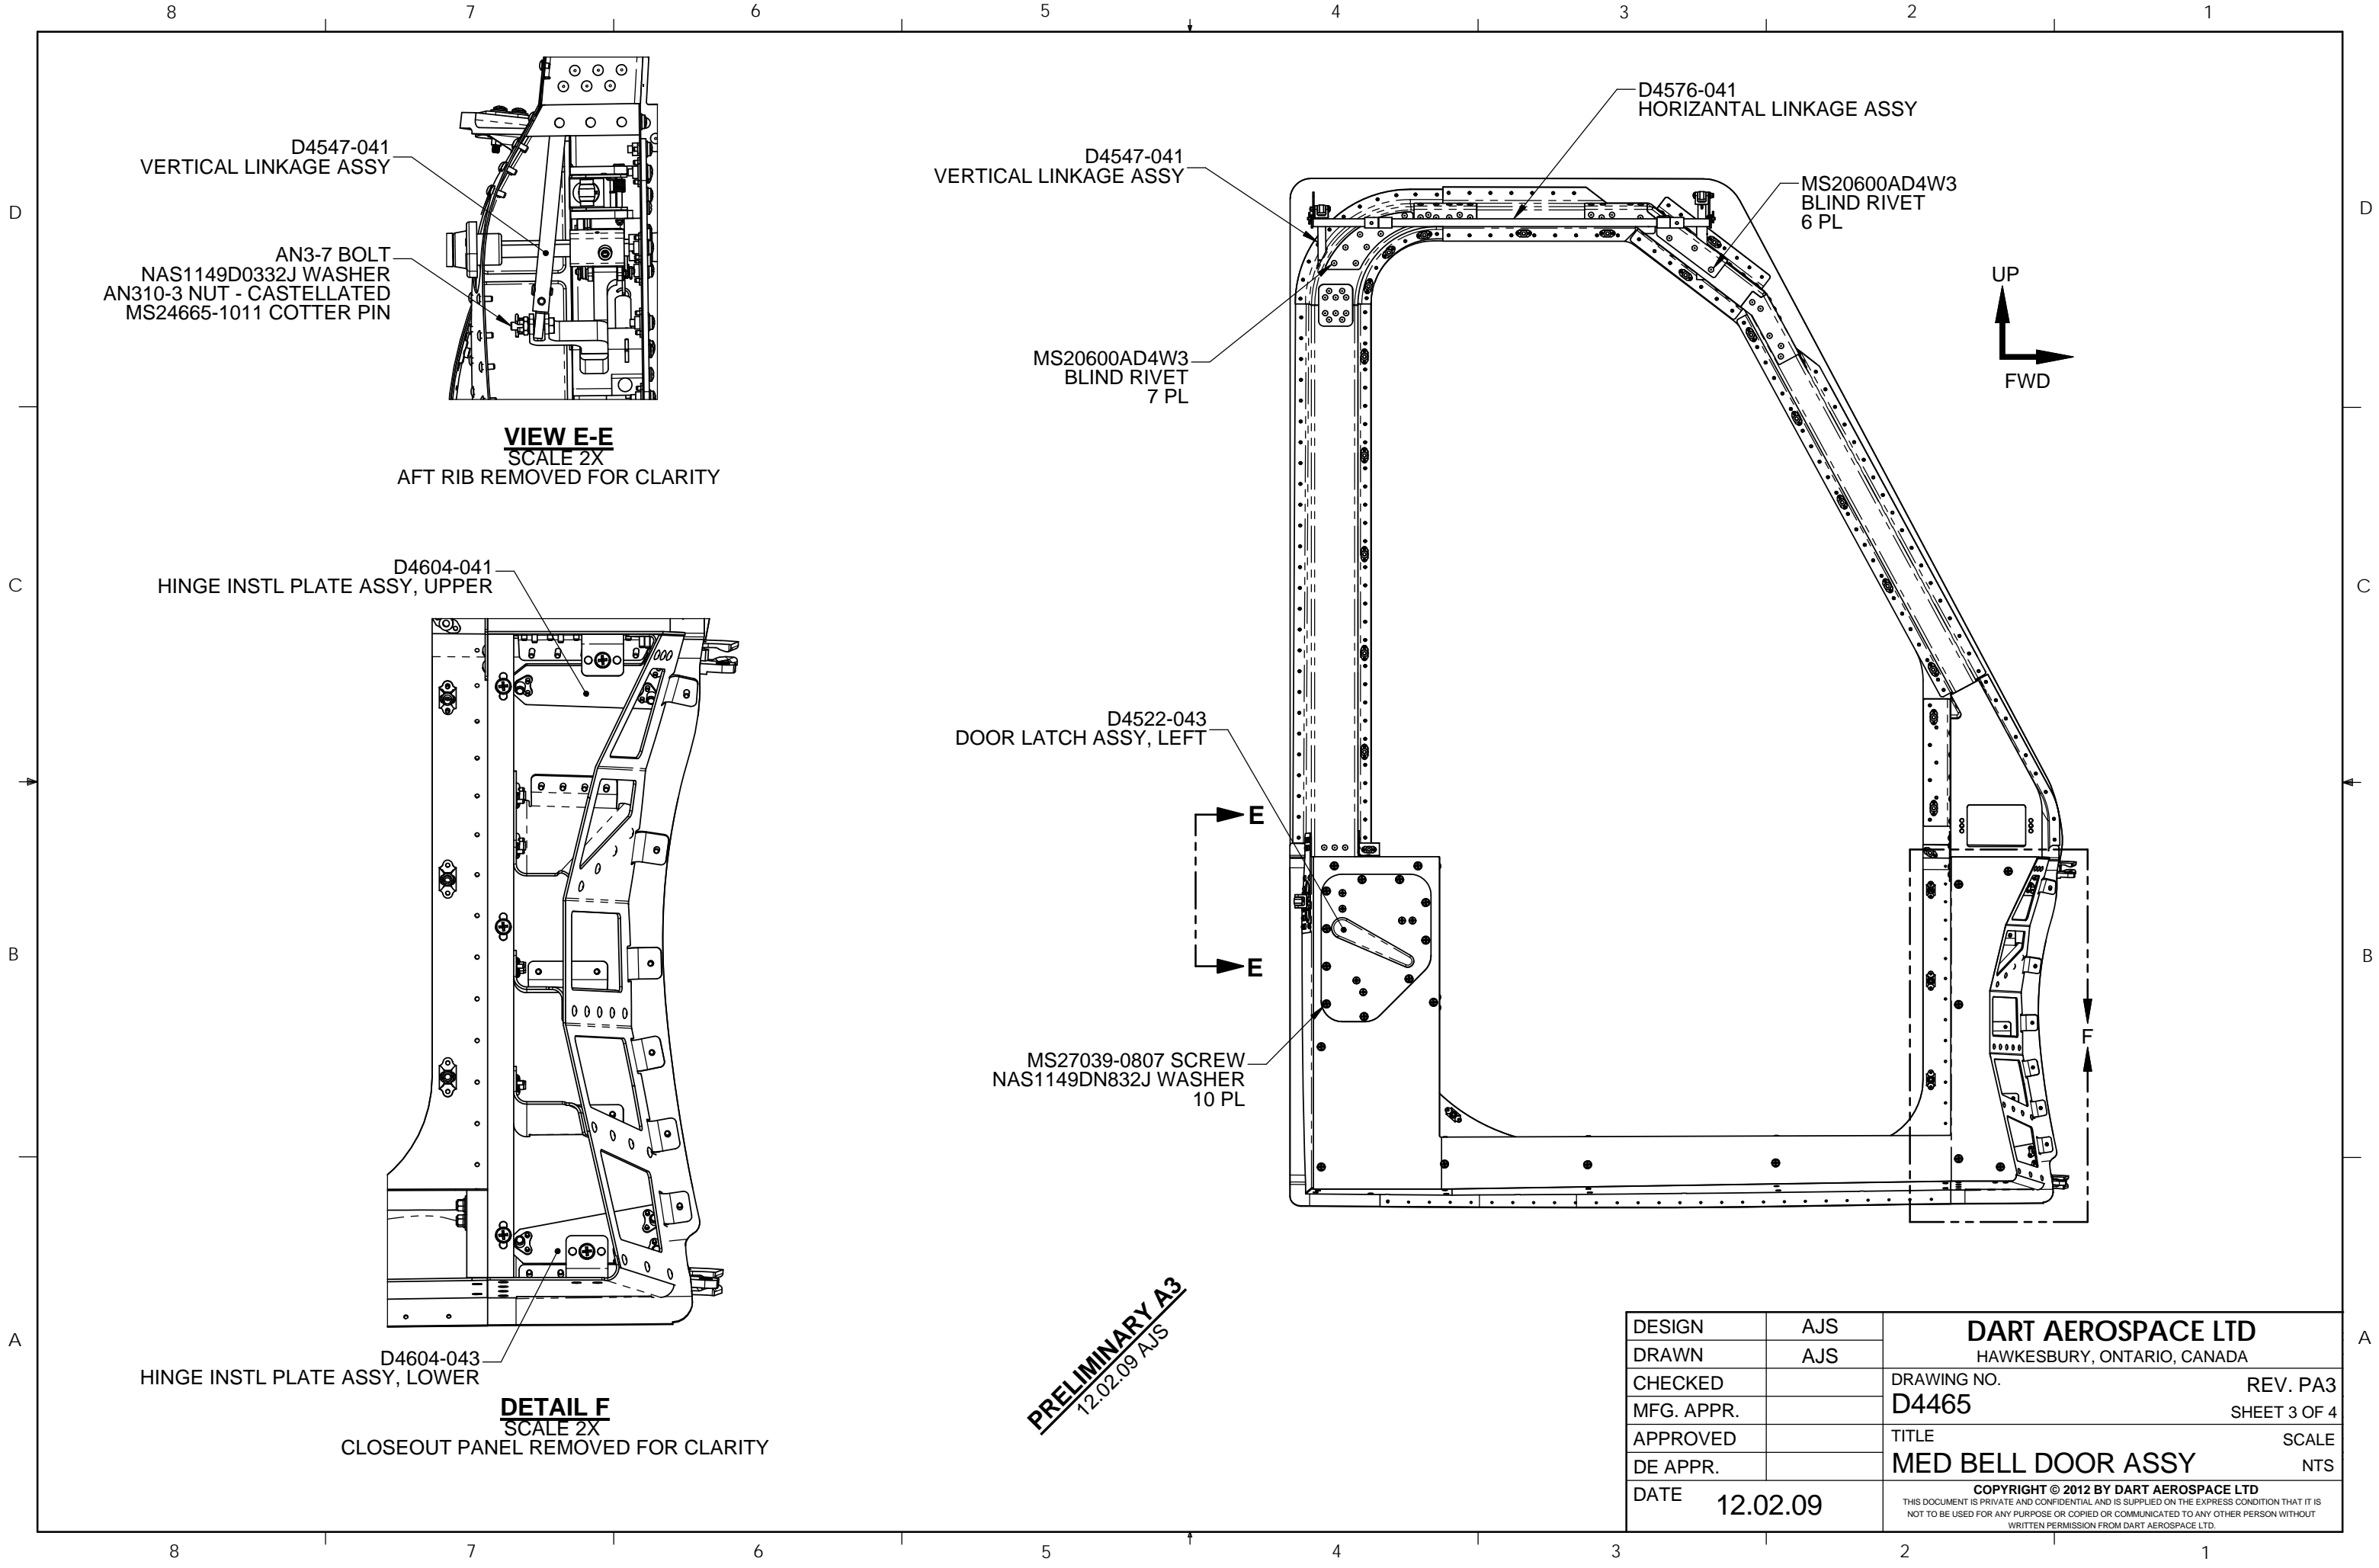 8 7 6 5 4 3 2 1
D4547-041
VERTICAL LINKAGE ASSY
AN3-7 BOLT
NAS1149D0332J WASHER
AN310-3 NUT - CASTELLATED
MS24665-1011 COTTER PIN
VIEW E-E
SCALE 2X
AFT RIB REMOVED FOR CLARITY
D4576-041
HORIZANTAL LINKAGE ASSY
D4547-041
VERTICAL LINKAGE ASSY
MS20600AD4W3
BLIND RIVET
6 PL
MS20600AD4W3
BLIND RIVET
7 PL
UP
FWD
D
D
C
C
B
B
A
A
D4604-041
HINGE INSTL PLATE ASSY, UPPER
D4604-043
HINGE INSTL PLATE ASSY, LOWER
DETAIL F
SCALE 2X
CLOSEOUT PANEL REMOVED FOR CLARITY
D4522-043
DOOR LATCH ASSY, LEFT
E
E
F
MS27039-0807 SCREW
NAS1149DN832J WASHER
10 PL
PRELIMINARY A3
12.02.09 AJS
DESIGN AJS
DRAWN AJS
CHECKED
MFG. APPR.
APPROVED
DE APPR.
DATE 12.02.09
DART AEROSPACE LTD
HAWKESBURY, ONTARIO, CANADA
DRAWING NO. REV. PA3
D4465 SHEET 3 OF 4
TITLE SCALE
MED BELL DOOR ASSY NTS
COPYRIGHT © 2012 BY DART AEROSPACE LTD
THIS DOCUMENT IS PRIVATE AND CONFIDENTIAL AND IS SUPPLIED ON THE EXPRESS CONDITION THAT IT IS
NOT TO BE USED FOR ANY PURPOSE OR COPIED OR COMMUNICATED TO ANY OTHER PERSON WITHOUT
WRITTEN PERMISSION FROM DART AEROSPACE LTD.
8 7 6 5 4 3 2 1